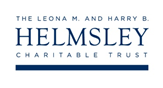 THE LEONA M. AND HARRY B.
HELMSLEY
CHARITABLE TRUST